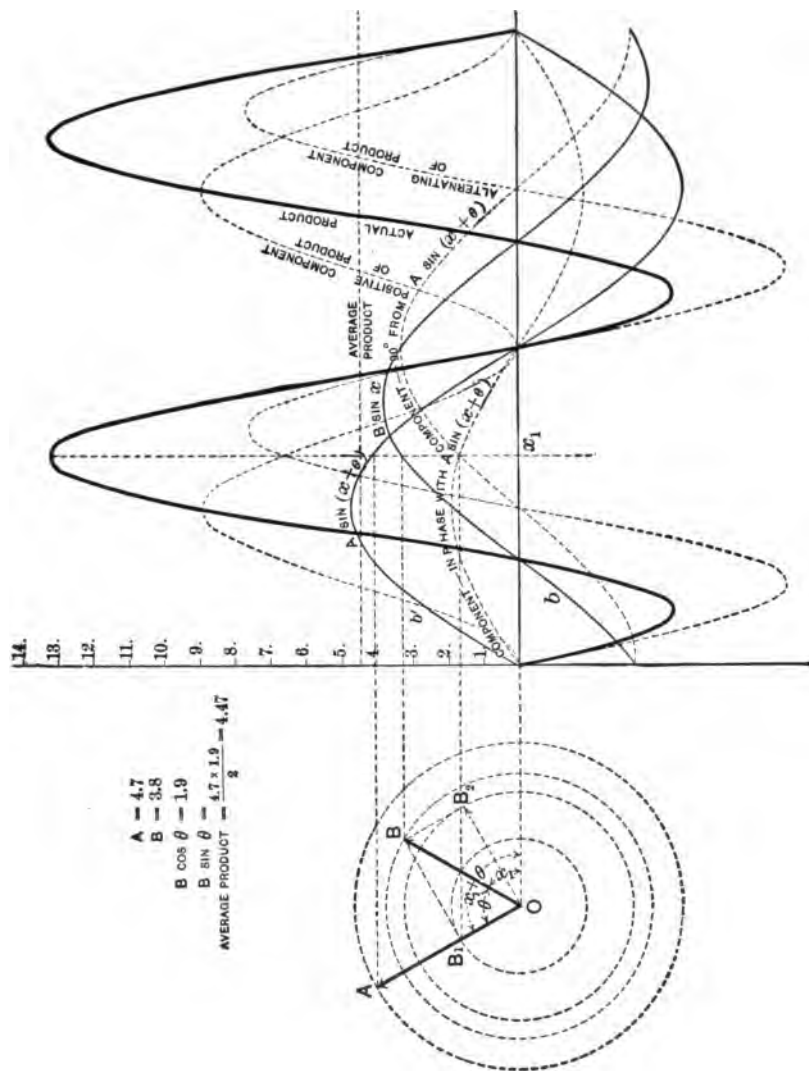 14.
13.
12.
11.
10.
9.
8.
7.
6.
5.
4.
3.
2.
1.
A = 4.7
B = 3.8
B COS θ = 1.9
B SIN θ =
AVERAGE PRODUCT = 4.7 x 1.9 / 2 = 4.47
A SIN (x + θ)
B SIN x
b'
b
x₁
AVERAGE
PRODUCT
POSITIVE
COMPONENT
OF
PRODUCT
ACTUAL
PRODUCT
ALTERNATING
COMPONENT
OF
PRODUCT
COMPONENT 90° FROM A SIN (x + θ)
COMPONENT IN PHASE WITH A SIN (x + θ)
A
B
B₁
B₂
O
θ
x₁ + θ
x₁